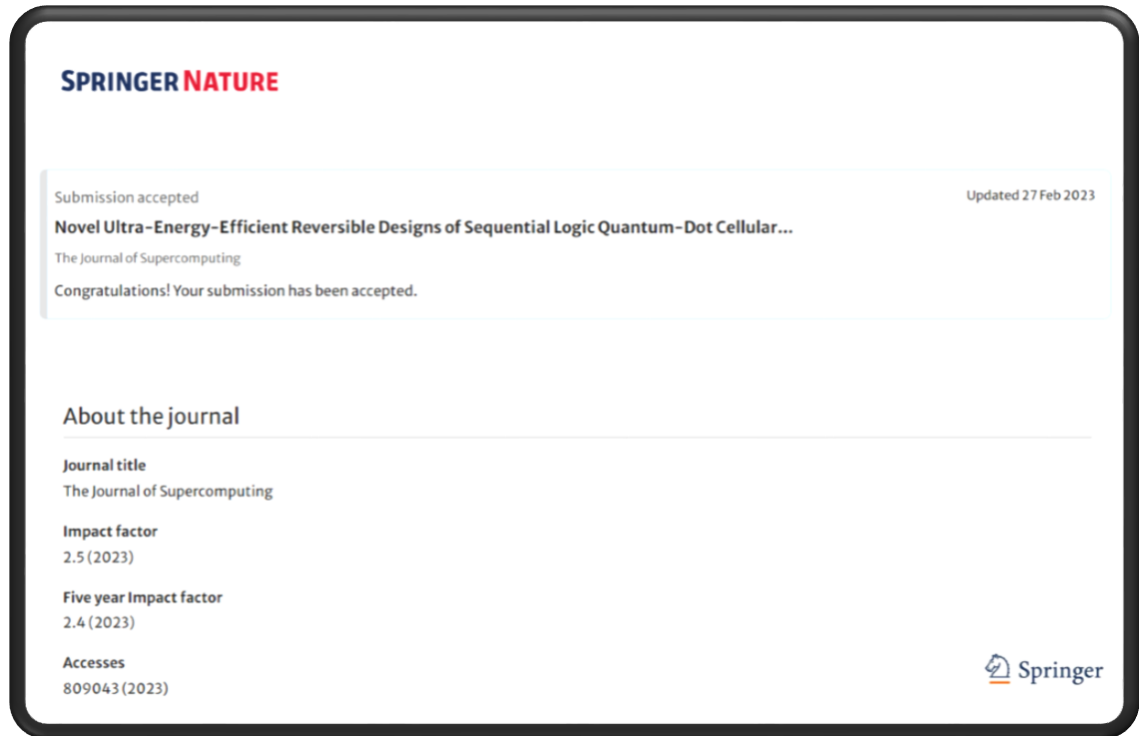 SPRINGER NATURE
Submission accepted
Updated 27 Feb 2023
Novel Ultra-Energy-Efficient Reversible Designs of Sequential Logic Quantum-Dot Cellular...
The Journal of Supercomputing
Congratulations! Your submission has been accepted.
About the journal
Journal title
The Journal of Supercomputing
Impact factor
2.5 (2023)
Five year Impact factor
2.4 (2023)
Accesses
809043 (2023)
Springer